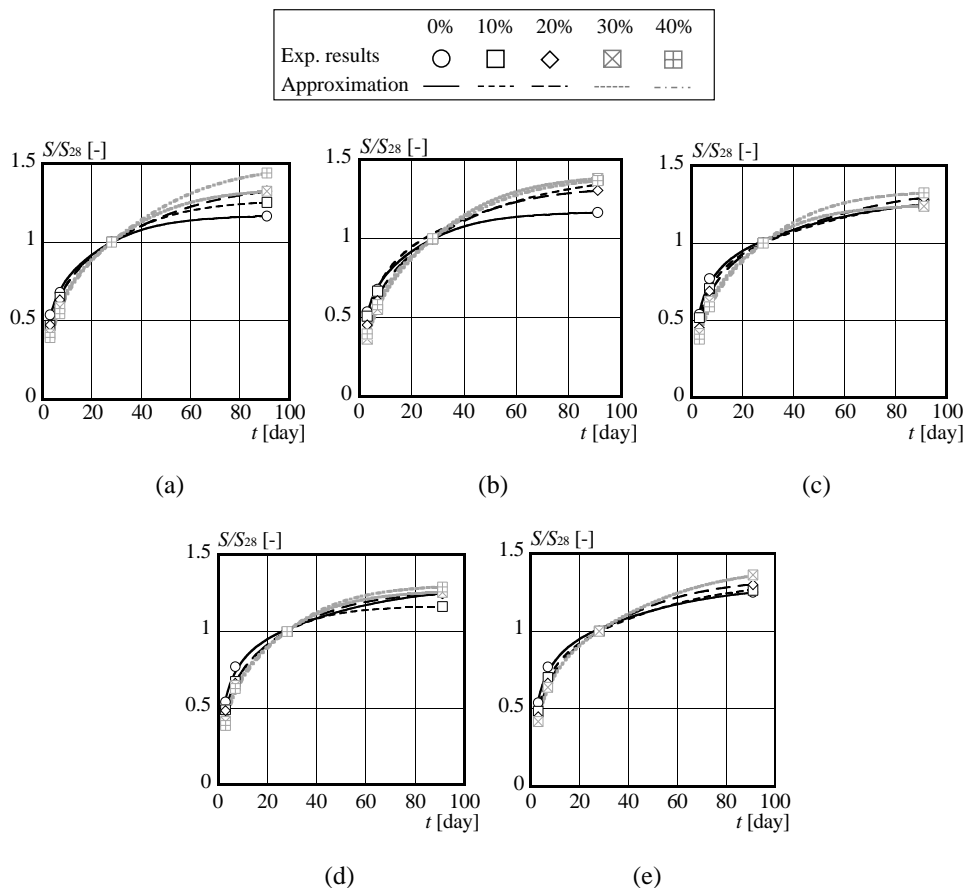 0% 10% 20% 30% 40%
Exp. results
Approximation
S/S28 [-]
1.5
1
0.5
0
0 20 40 60 80 100
t [day]
(a)
S/S28 [-]
1.5
1
0.5
0
0 20 40 60 80 100
t [day]
(b)
S/S28 [-]
1.5
1
0.5
0
0 20 40 60 80 100
t [day]
(c)
S/S28 [-]
1.5
1
0.5
0
0 20 40 60 80 100
t [day]
(d)
S/S28 [-]
1.5
1
0.5
0
0 20 40 60 80 100
t [day]
(e)